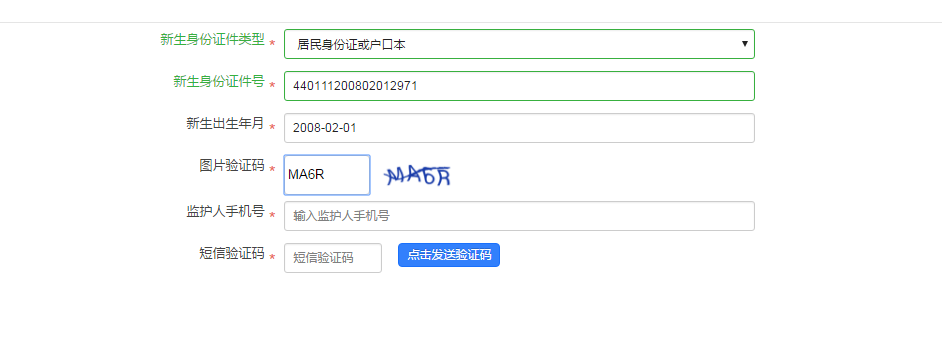 新生身份证件类型 * 居民身份证或户口本
新生身份证件号 * 440111200802012971
新生出生年月 * 2008-02-01
图片验证码 * MA6R MA6R
监护人手机号 * 输入监护人手机号
短信验证码 * 短信验证码 点击发送验证码